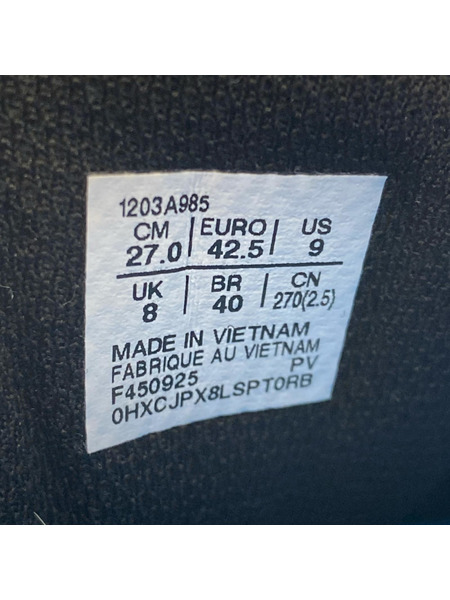 1203A985
CM | EURO | US
27.0 | 42.5 | 9
UK | BR | CN
8 | 40 | 270(2.5)
MADE IN VIETNAM
FABRIQUE AU VIETNAM
F450925 PV
0HXCJPX8LSPT0RB